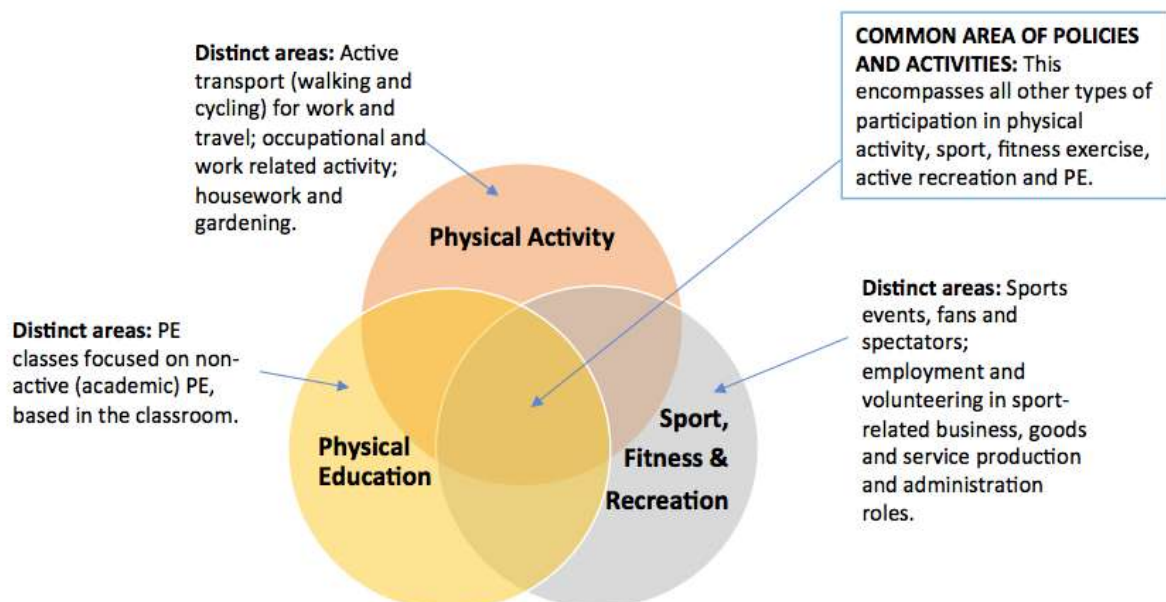 Distinct areas: Active
transport (walking and
cycling) for work and
travel; occupational and
work related activity;
housework and
gardening.
COMMON AREA OF POLICIES
AND ACTIVITIES: This
encompasses all other types of
participation in physical
activity, sport, fitness exercise,
active recreation and PE.
Physical Activity
Distinct areas: PE
classes focused on non-
active (academic) PE,
based in the classroom.
Physical
Education
Sport,
Fitness &
Recreation
Distinct areas: Sports
events, fans and
spectators;
employment and
volunteering in sport-
related business, goods
and service production
and administration
roles.